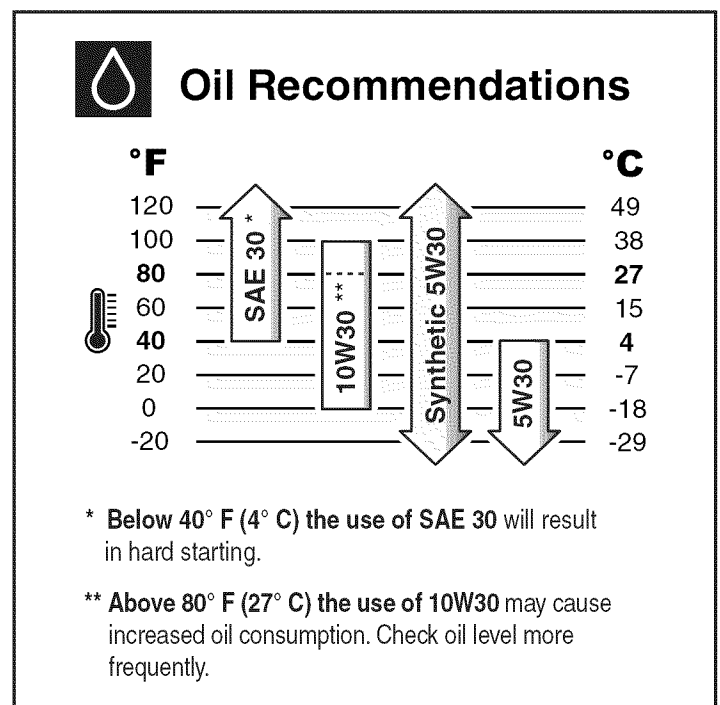 Oil Recommendations
°F
°C
120
49
100
38
80
27
60
15
40
4
20
-7
0
-18
-20
-29
SAE 30 *
10W30 **
Synthetic 5W30
5W30
* Below 40° F (4° C) the use of SAE 30 will result
in hard starting.
** Above 80° F (27° C) the use of 10W30 may cause
increased oil consumption. Check oil level more
frequently.